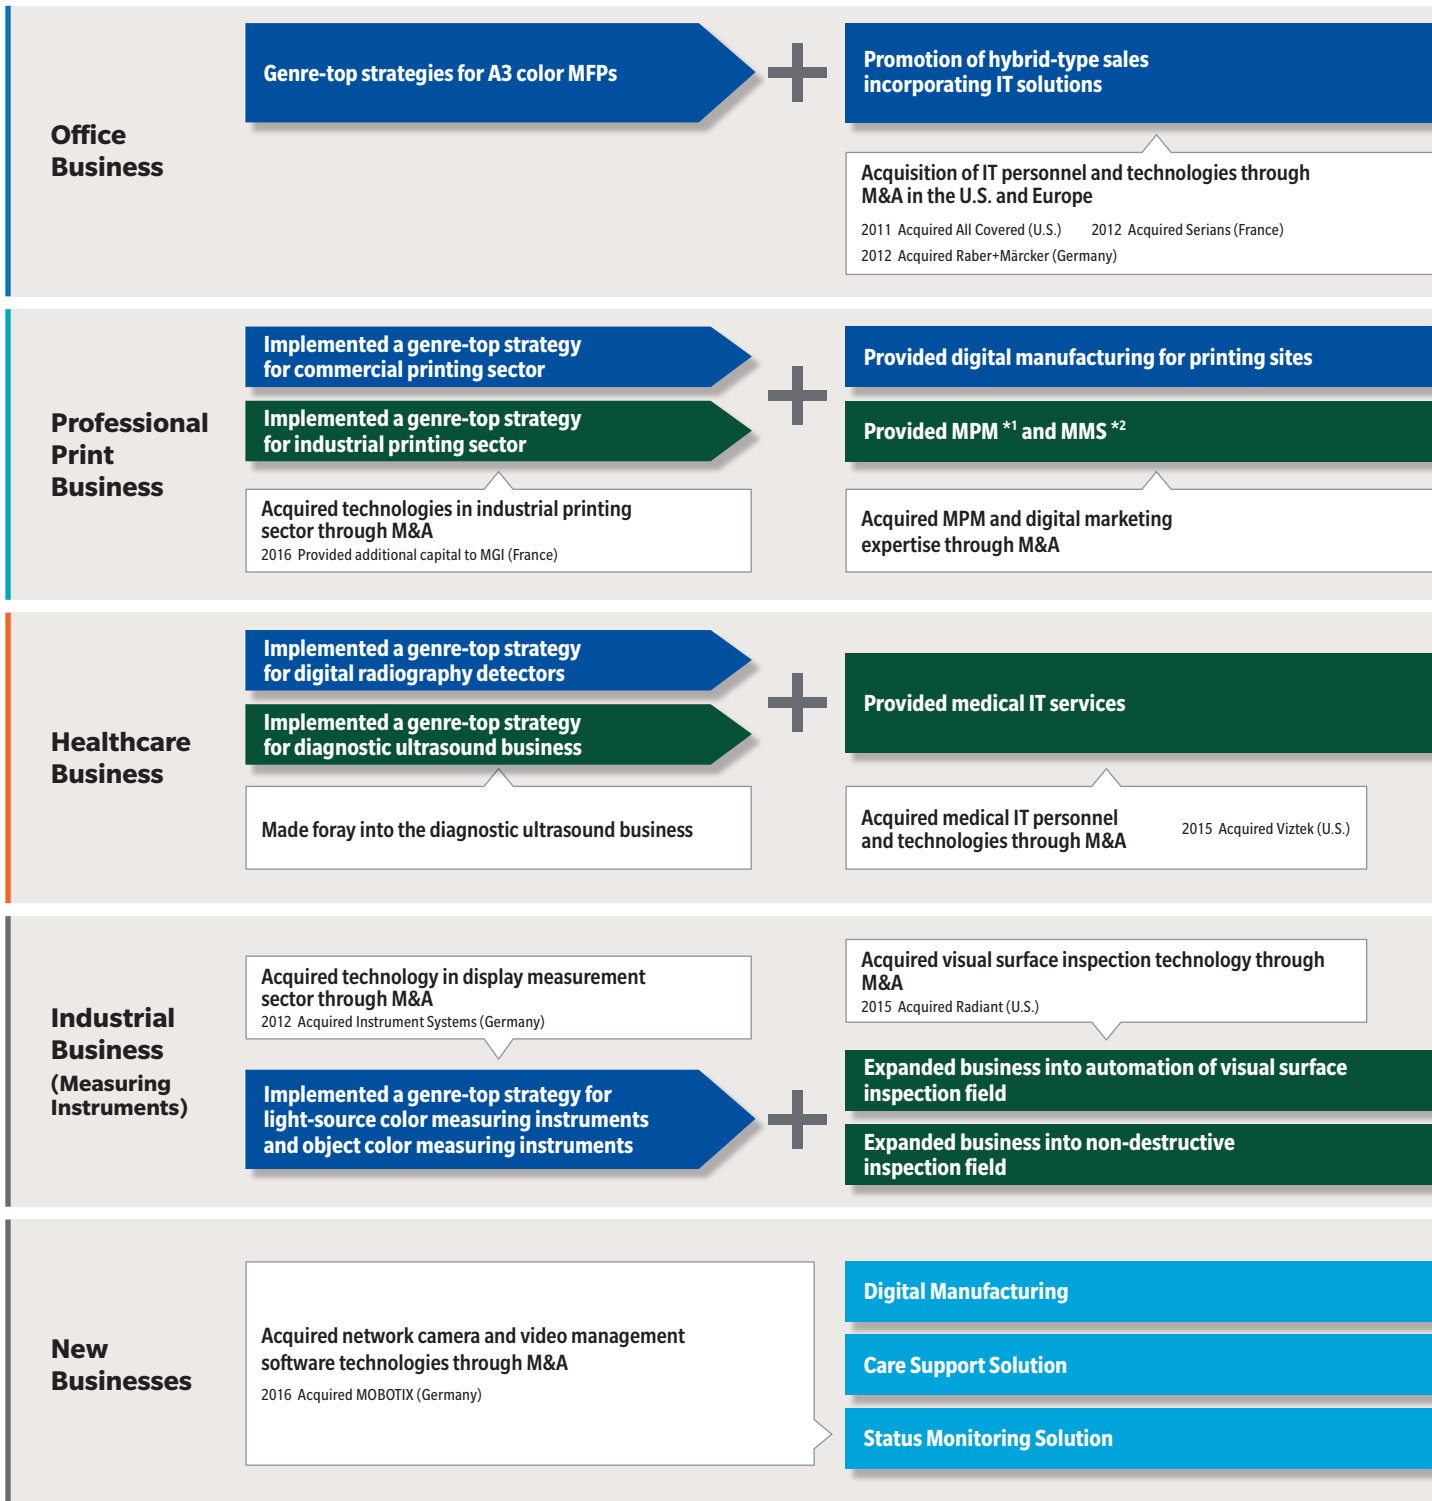 Office
Business
Genre-top strategies for A3 color MFPs
Promotion of hybrid-type sales
incorporating IT solutions
Acquisition of IT personnel and technologies through
M&A in the U.S. and Europe
2011 Acquired All Covered (U.S.) 2012 Acquired Serians (France)
2012 Acquired Raber+Märcker (Germany)
Professional
Print
Business
Implemented a genre-top strategy
for commercial printing sector
Implemented a genre-top strategy
for industrial printing sector
Acquired technologies in industrial printing
sector through M&A
2016 Provided additional capital to MGI (France)
Provided digital manufacturing for printing sites
Provided MPM *1 and MMS *2
Acquired MPM and digital marketing
expertise through M&A
Healthcare
Business
Implemented a genre-top strategy
for digital radiography detectors
Implemented a genre-top strategy
for diagnostic ultrasound business
Made foray into the diagnostic ultrasound business
Provided medical IT services
Acquired medical IT personnel
and technologies through M&A
2015 Acquired Viztek (U.S.)
Industrial
Business
(Measuring
Instruments)
Acquired technology in display measurement
sector through M&A
2012 Acquired Instrument Systems (Germany)
Implemented a genre-top strategy for
light-source color measuring instruments
and object color measuring instruments
Acquired visual surface inspection technology through
M&A
2015 Acquired Radiant (U.S.)
Expanded business into automation of visual surface
inspection field
Expanded business into non-destructive
inspection field
New
Businesses
Acquired network camera and video management
software technologies through M&A
2016 Acquired MOBOTIX (Germany)
Digital Manufacturing
Care Support Solution
Status Monitoring Solution